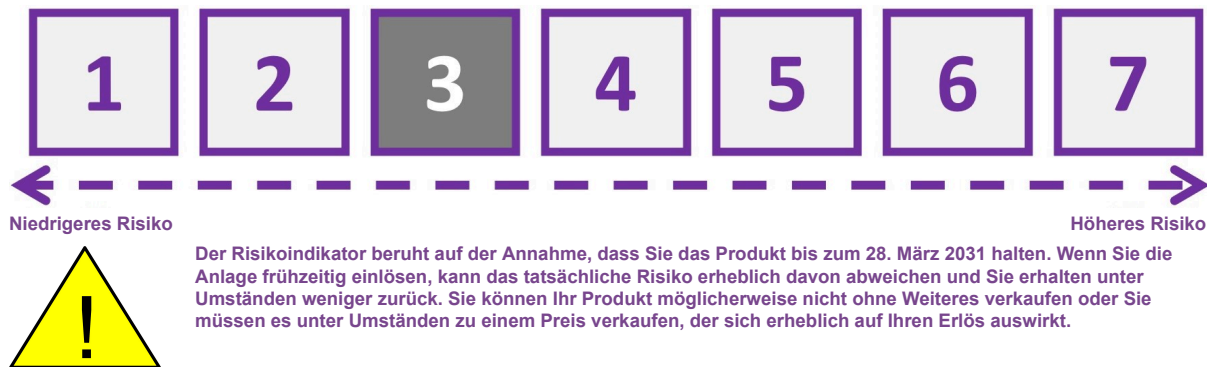 1 2 3 4 5 6 7
Niedrigeres Risiko Höheres Risiko
Der Risikoindikator beruht auf der Annahme, dass Sie das Produkt bis zum 28. März 2031 halten. Wenn Sie die
Anlage frühzeitig einlösen, kann das tatsächliche Risiko erheblich davon abweichen und Sie erhalten unter
Umständen weniger zurück. Sie können Ihr Produkt möglicherweise nicht ohne Weiteres verkaufen oder Sie
müssen es unter Umständen zu einem Preis verkaufen, der sich erheblich auf Ihren Erlös auswirkt.
!